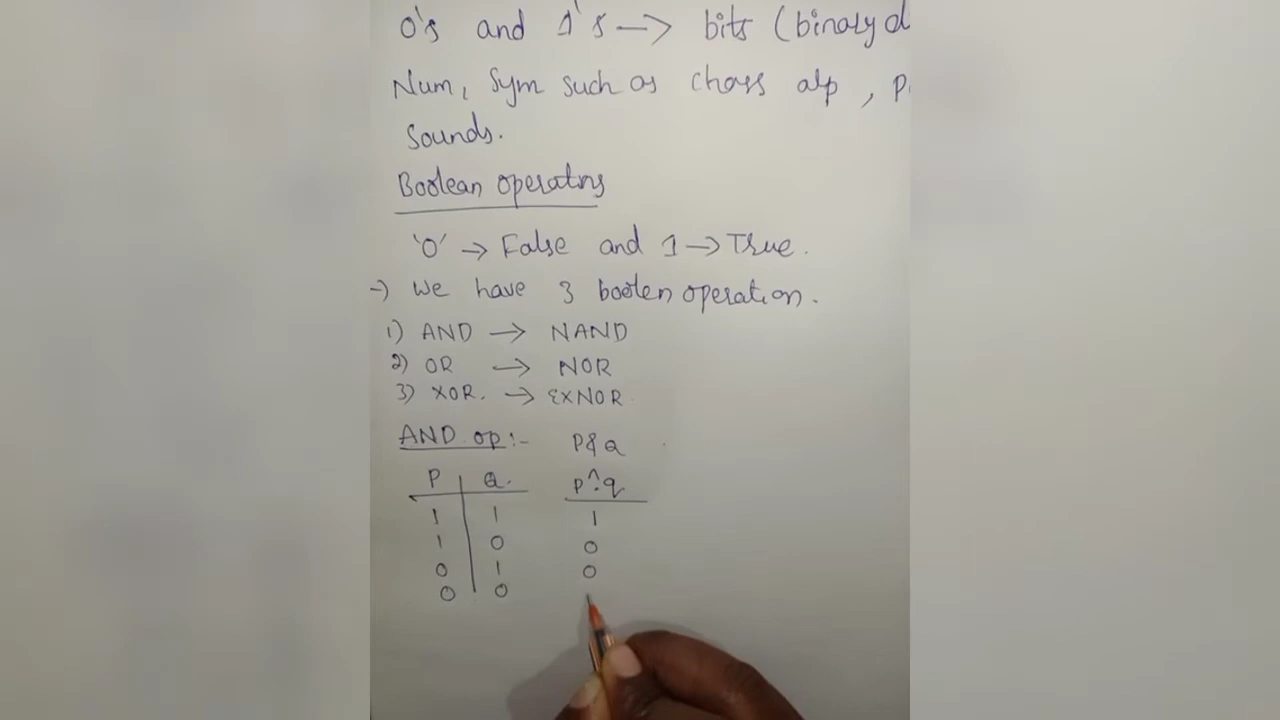 0's and 1's → bits (binary d
Num, Sym such as chars alp, P
Sounds.
Boolean operatns
'0' → False and 1 → True.
→) We have 3 boolen operation.
1) AND → NAND
2) OR → NOR
3) XOR. → EXNOR
AND op:- P&Q
P Q. p^q
1 1 1
1 0 0
0 1 0
0 0